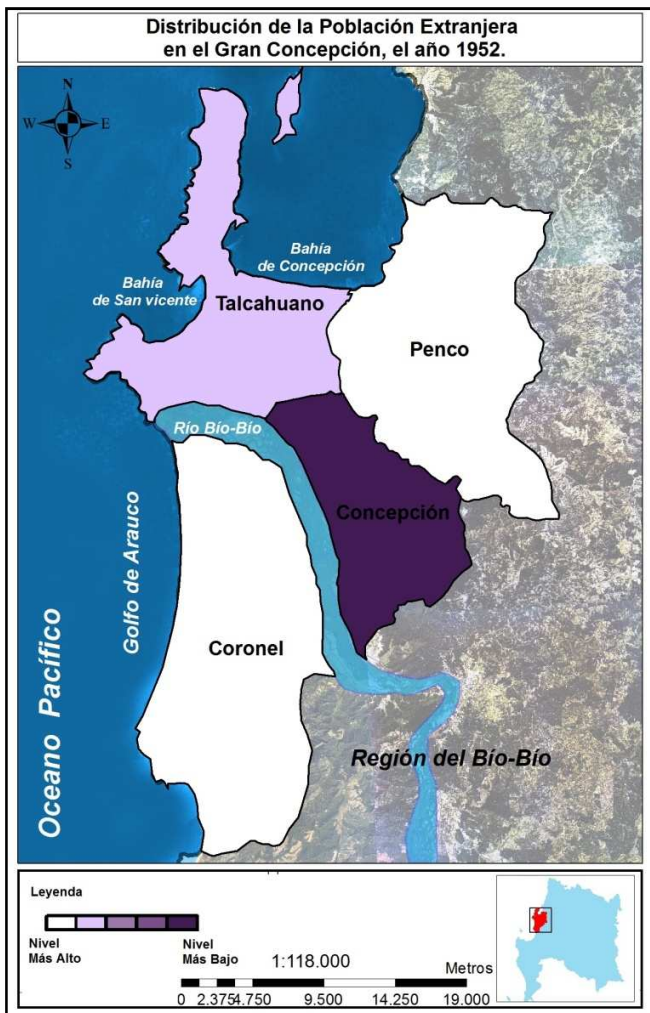 Distribución de la Población Extranjera
en el Gran Concepción, el año 1952.
N
W
E
S
Bahía
de Concepción
Bahía
de San vicente
Talcahuano
Penco
Río Bío-Bío
Concepción
Golfo de Arauco
Oceano Pacífico
Coronel
Región del Bío-Bío
Leyenda
Nivel
Más Alto
Nivel
Más Bajo
1:118.000
Metros
0 2.375 4.750 9.500 14.250 19.000